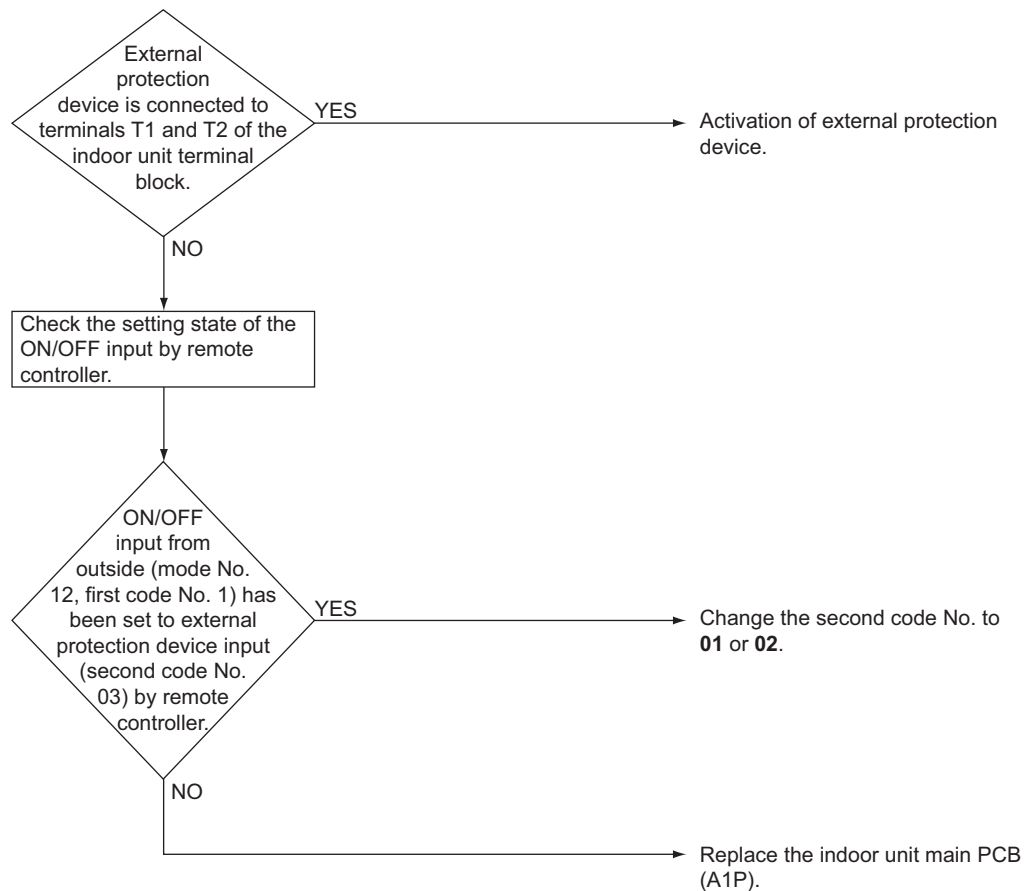 External
protection
device is connected to
terminals T1 and T2 of the
indoor unit terminal
block.
YES
Activation of external protection
device.
NO
Check the setting state of the
ON/OFF input by remote
controller.
ON/OFF
input from
outside (mode No.
12, first code No. 1) has
been set to external
protection device input
(second code No.
03) by remote
controller.
YES
Change the second code No. to
01 or 02.
NO
Replace the indoor unit main PCB
(A1P).